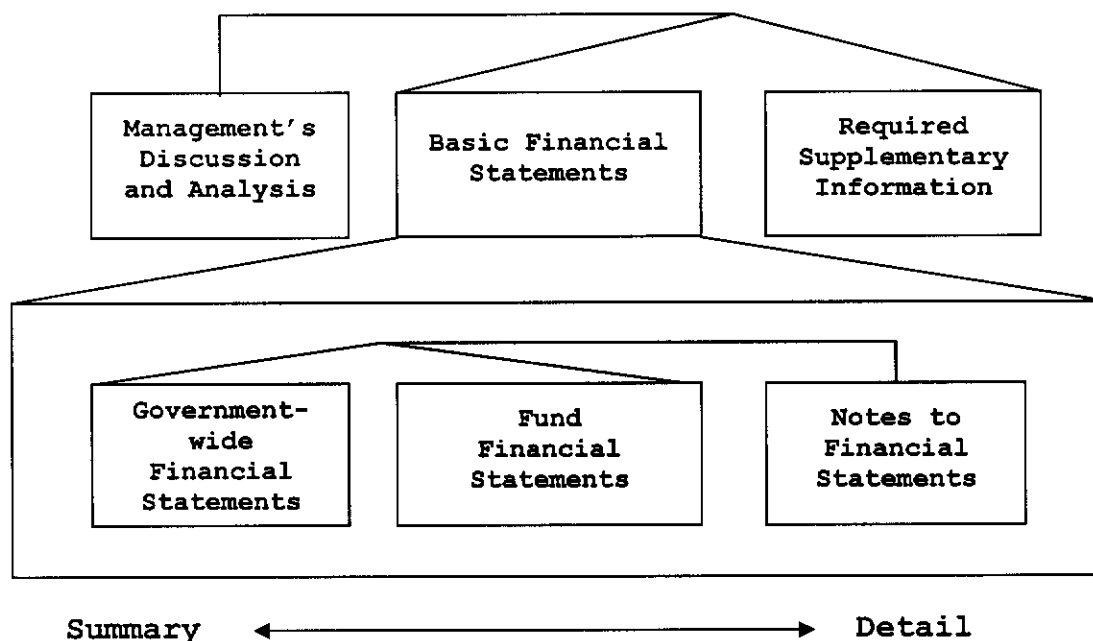 Management's
Discussion
and Analysis
Basic Financial
Statements
Required
Supplementary
Information
Government-
wide
Financial
Statements
Fund
Financial
Statements
Notes to
Financial
Statements
Summary
Detail